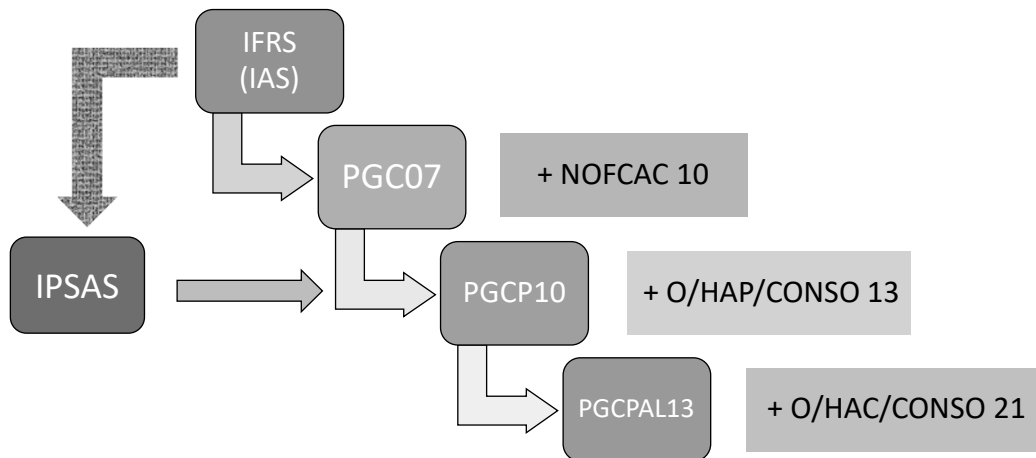 IFRS
(IAS)
PGC07
+ NOFCAC 10
IPSAS
PGCP10
+ O/HAP/CONSO 13
PGCPAL13
+ O/HAC/CONSO 21